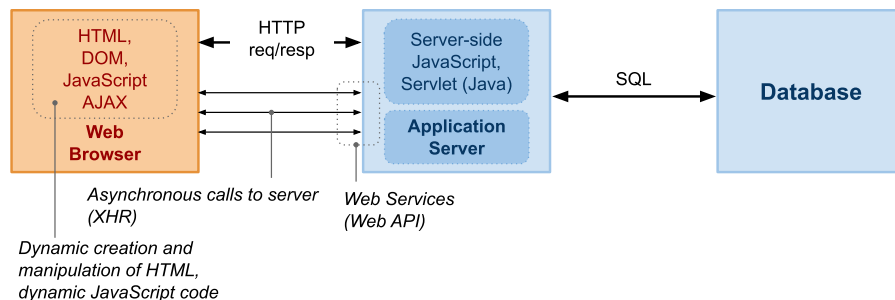 HTML,
DOM,
JavaScript
AJAX
Web
Browser
HTTP
req/resp
Server-side
JavaScript,
Servlet (Java)
Application
Server
SQL
Database
Asynchronous calls to server
(XHR)
Web Services
(Web API)
Dynamic creation and
manipulation of HTML,
dynamic JavaScript code